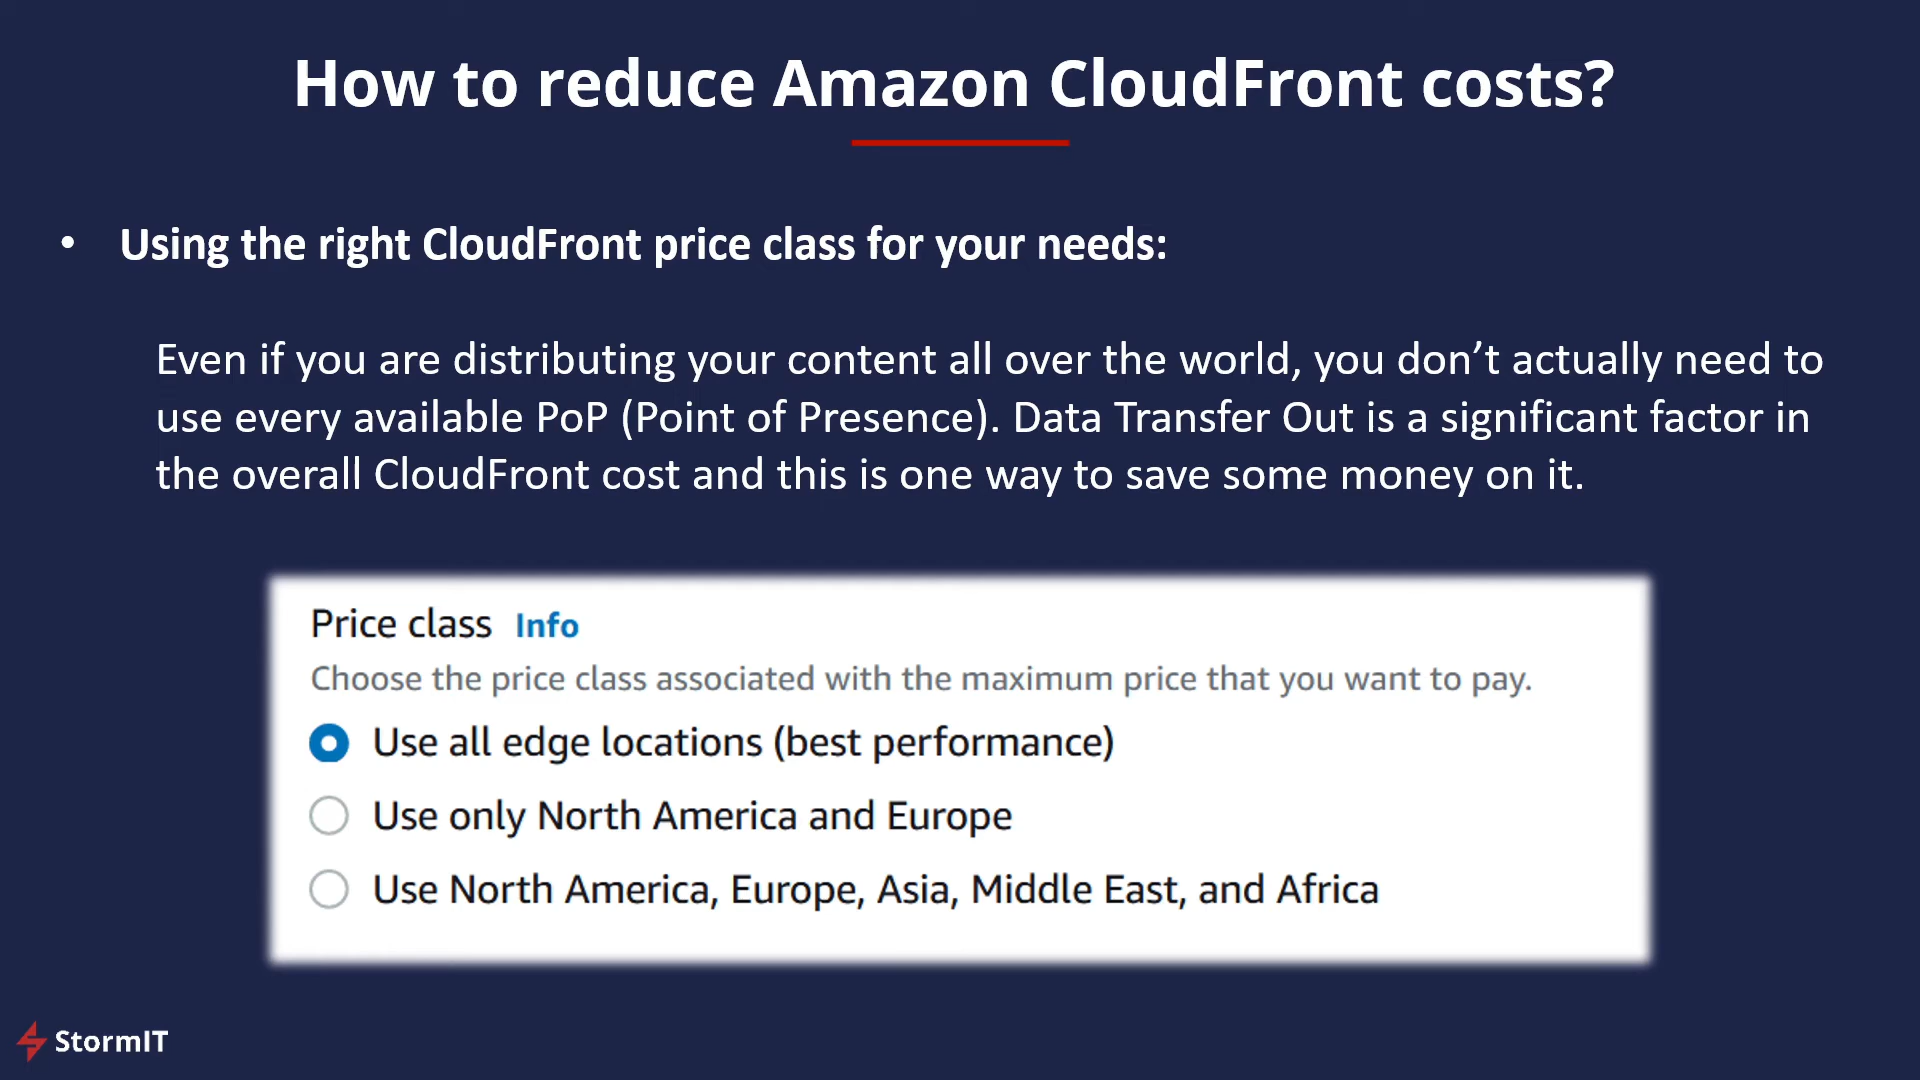 How to reduce Amazon CloudFront costs?
• Using the right CloudFront price class for your needs:
Even if you are distributing your content all over the world, you don’t actually need to
use every available PoP (Point of Presence). Data Transfer Out is a significant factor in
the overall CloudFront cost and this is one way to save some money on it.
Price class Info
Choose the price class associated with the maximum price that you want to pay.
Use all edge locations (best performance)
Use only North America and Europe
Use North America, Europe, Asia, Middle East, and Africa
StormIT